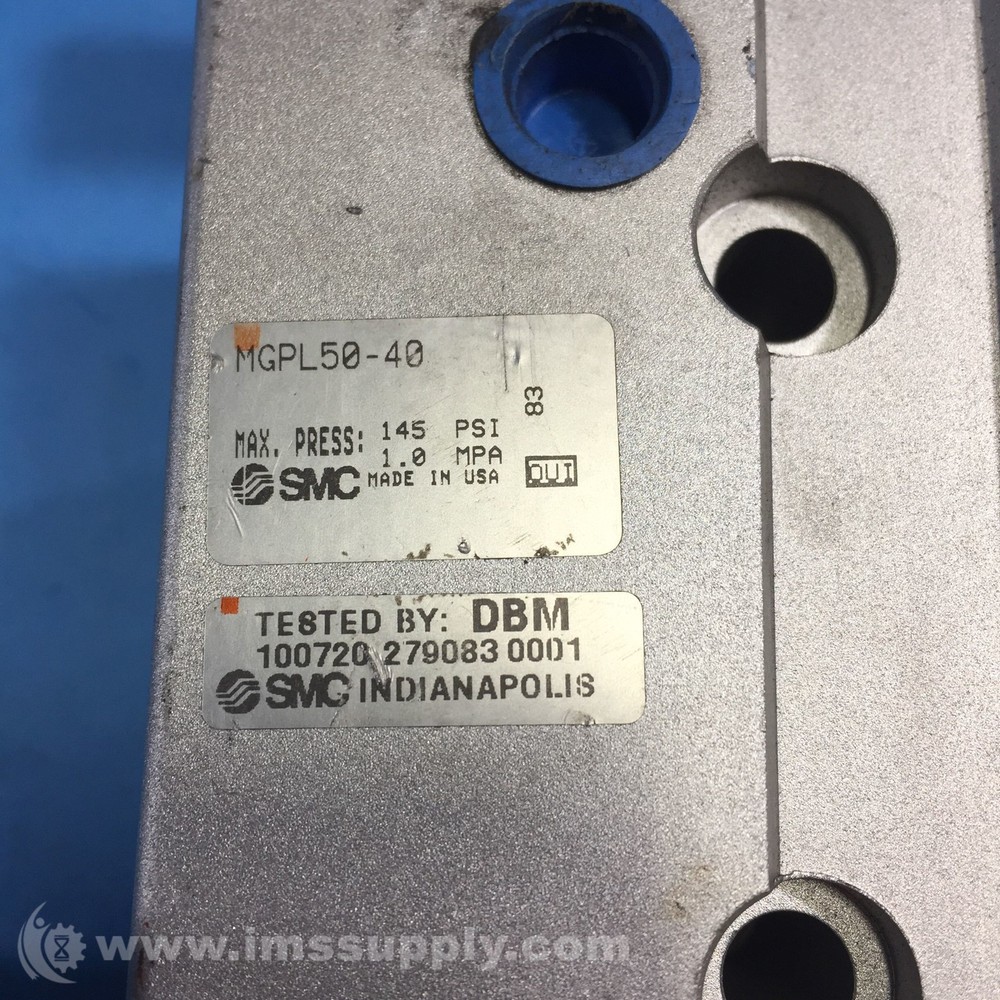 MGPL50-40
83
MAX. PRESS: 145 PSI
1.0 MPA
SMC MADE IN USA
TESTED BY: DBM
100720 279083 0001
SMC INDIANAPOLIS
www.imssupply.com